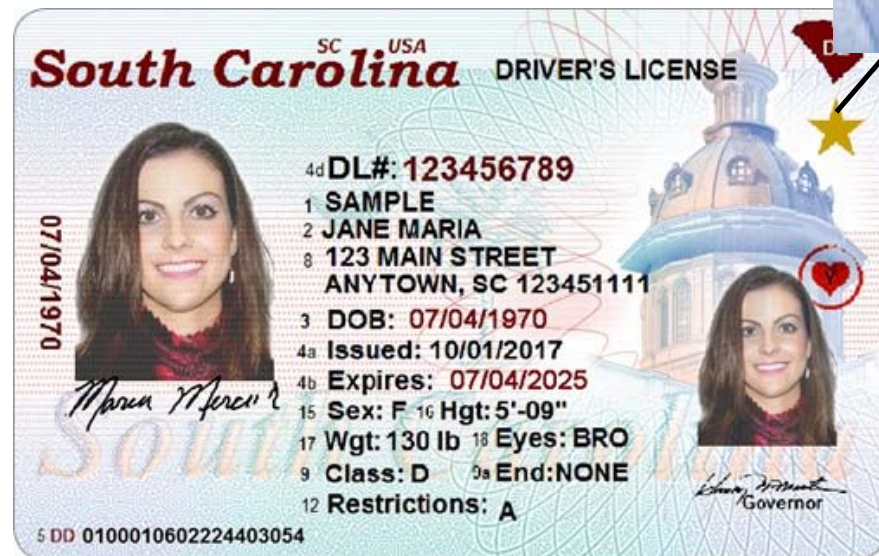 SC USA
South Carolina DRIVER'S LICENSE
4d DL#: 123456789
1 SAMPLE
2 JANE MARIA
8 123 MAIN STREET
ANYTOWN, SC 123451111
07/04/1970
3 DOB: 07/04/1970
4a Issued: 10/01/2017
4b Expires: 07/04/2025
15 Sex: F 16 Hgt: 5'-09"
17 Wgt: 130 lb 18 Eyes: BRO
9 Class: D 9a End:NONE
12 Restrictions: A
South Carolina
Governor
5 DD 0100010602224403054